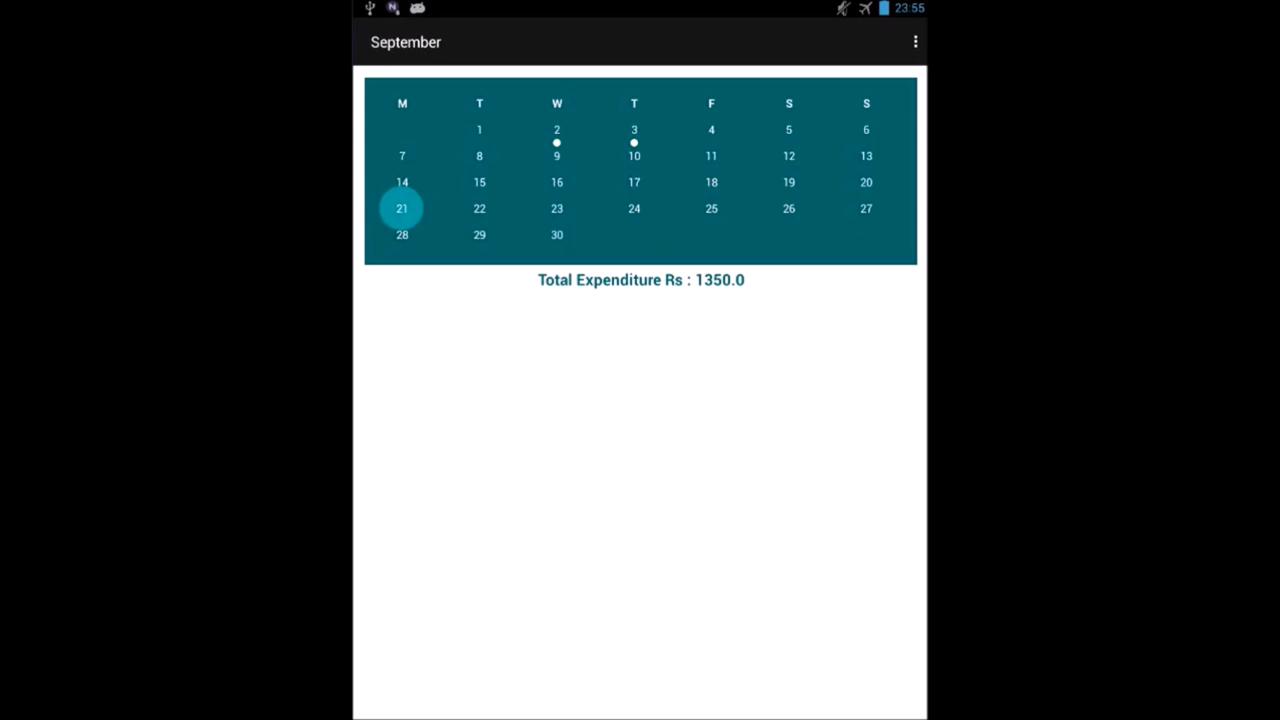 23:55
September
M T W T F S S
1 2 3 4 5 6
7 8 9 10 11 12 13
14 15 16 17 18 19 20
21 22 23 24 25 26 27
28 29 30
Total Expenditure Rs : 1350.0